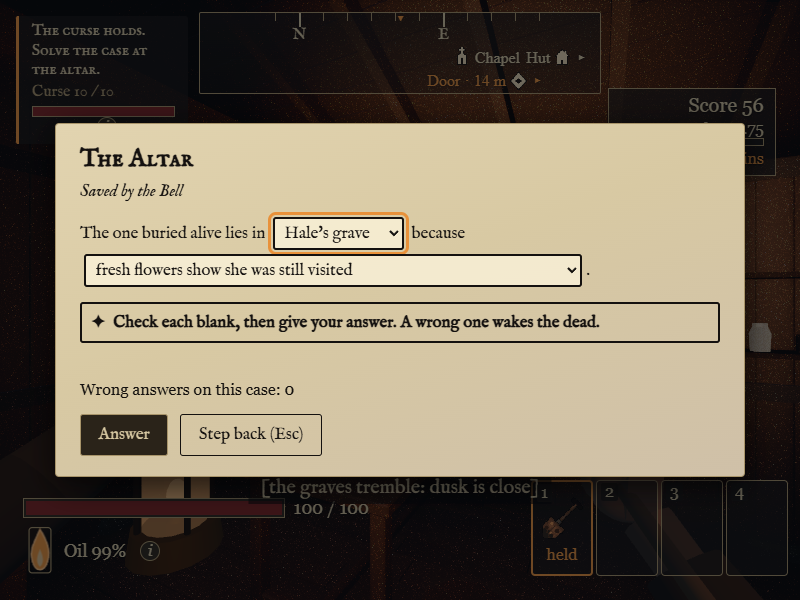 The curse holds.
Solve the case at
the altar.
Curse 10/10
N
E
Chapel Hut
Door · 14 m
Score 56
75
ins
The Altar
Saved by the Bell
The one buried alive lies in Hale's grave because
fresh flowers show she was still visited .
✦ Check each blank, then give your answer. A wrong one wakes the dead.
Wrong answers on this case: 0
Answer
Step back (Esc)
[the graves tremble: dusk is close]
100 / 100
Oil 99% i
1
2
3
4
held